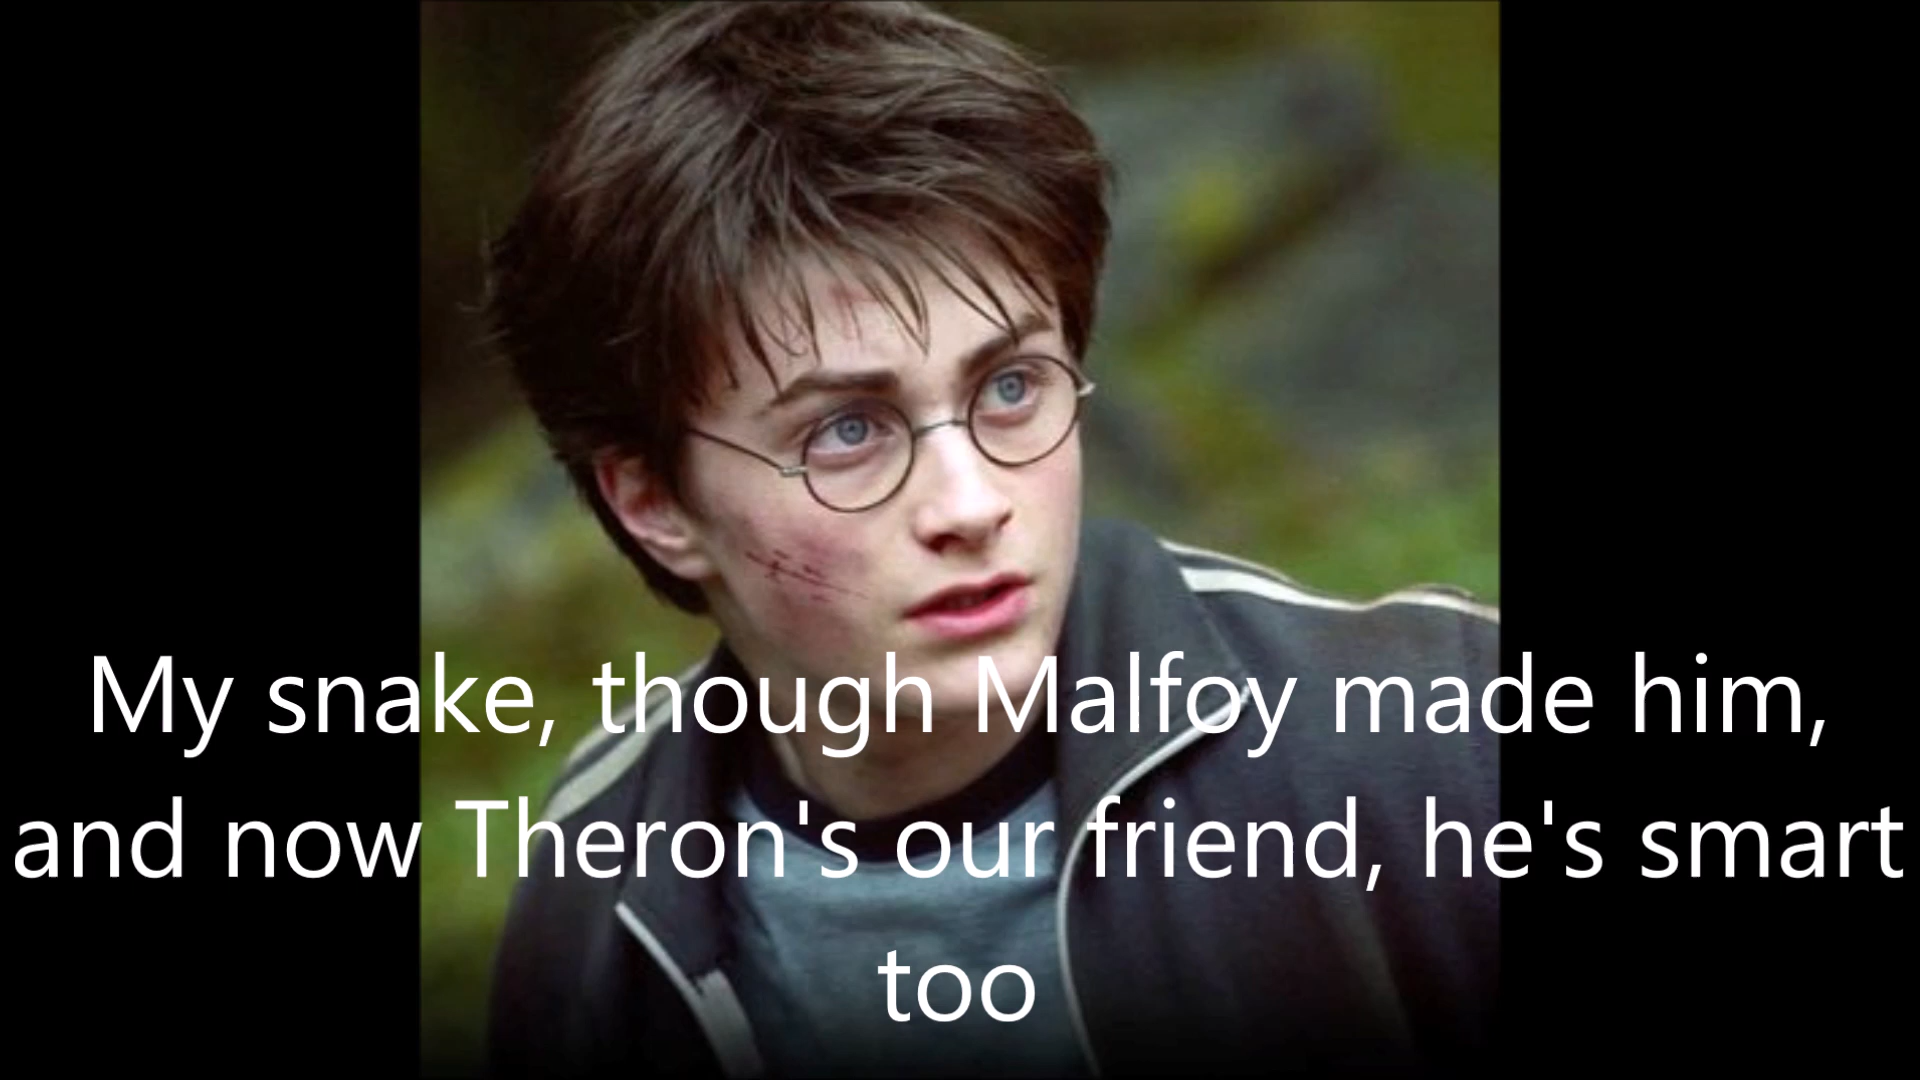 My snake, though Malfoy made him,
and now Theron's our friend, he's smart
too